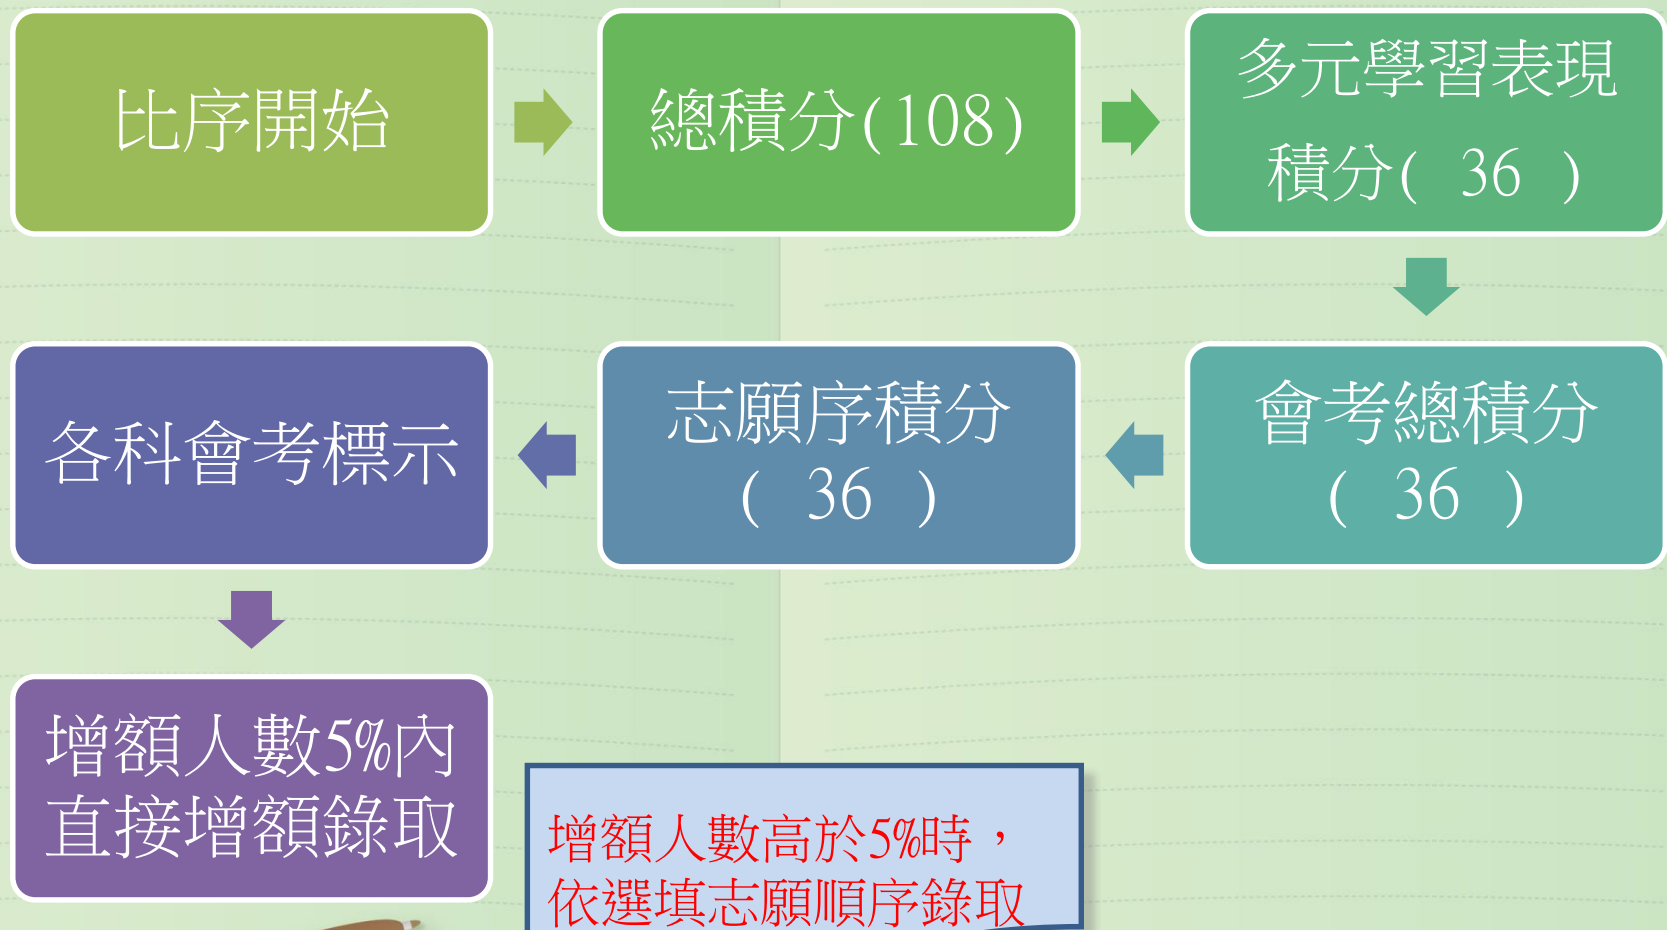 比序開始
總積分(108)
多元學習表現
積分( 36 )
會考總積分
( 36 )
志願序積分
( 36 )
各科會考標示
增額人數5%內
直接增額錄取
增額人數高於5%時，
依選填志願順序錄取